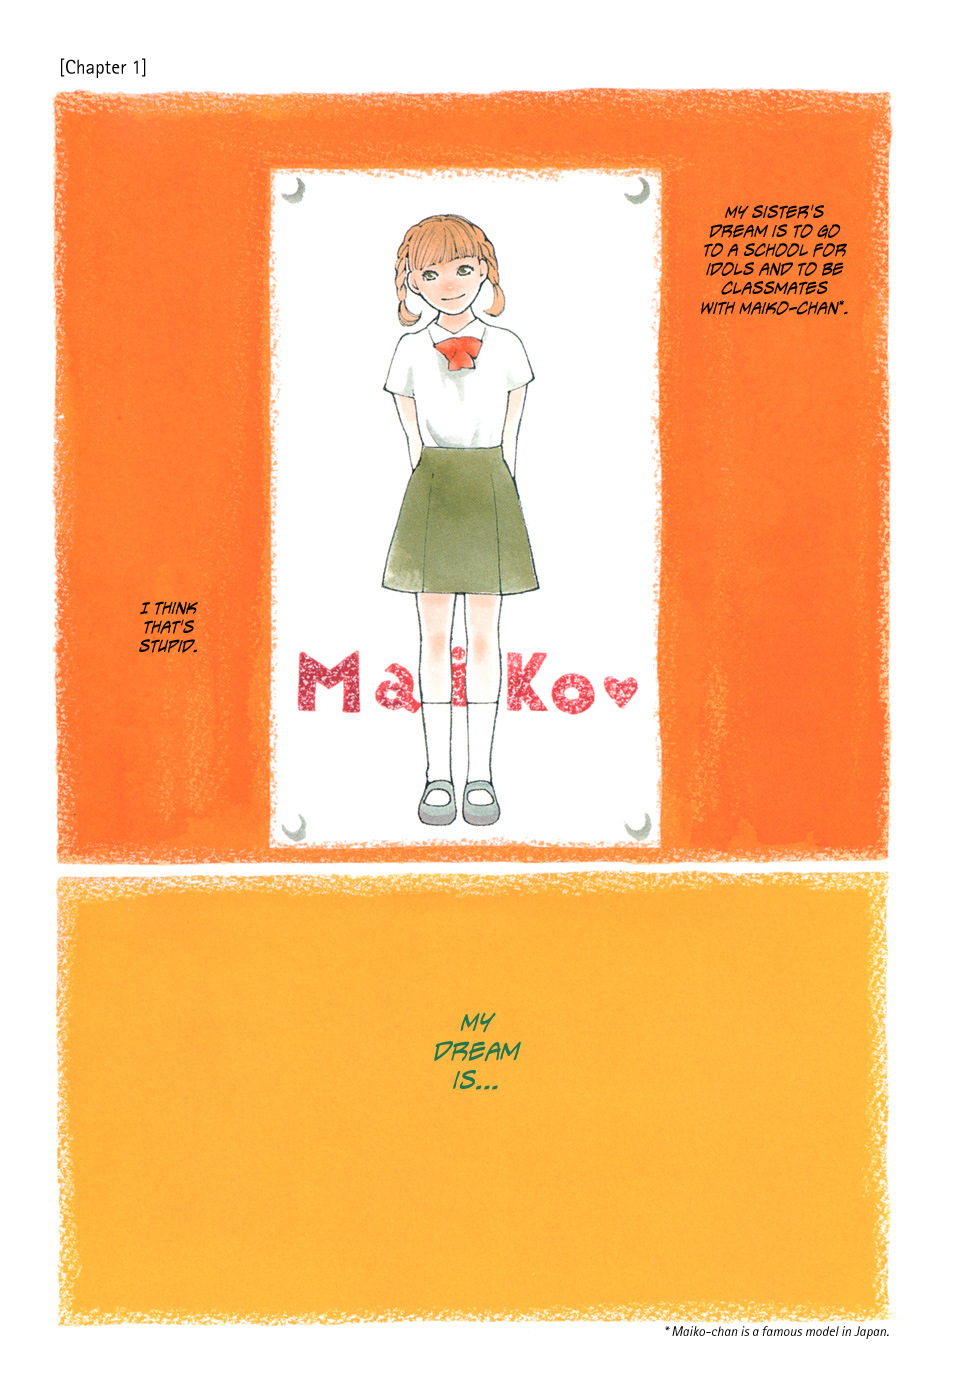 [Chapter 1]
MY SISTER'S
DREAM IS TO GO
TO A SCHOOL FOR
IDOLS AND TO BE
CLASSMATES
WITH MAIKO-CHAN*.
I THINK
THAT'S
STUPID.
Maiko♥
MY
DREAM
IS...
* Maiko-chan is a famous model in Japan.